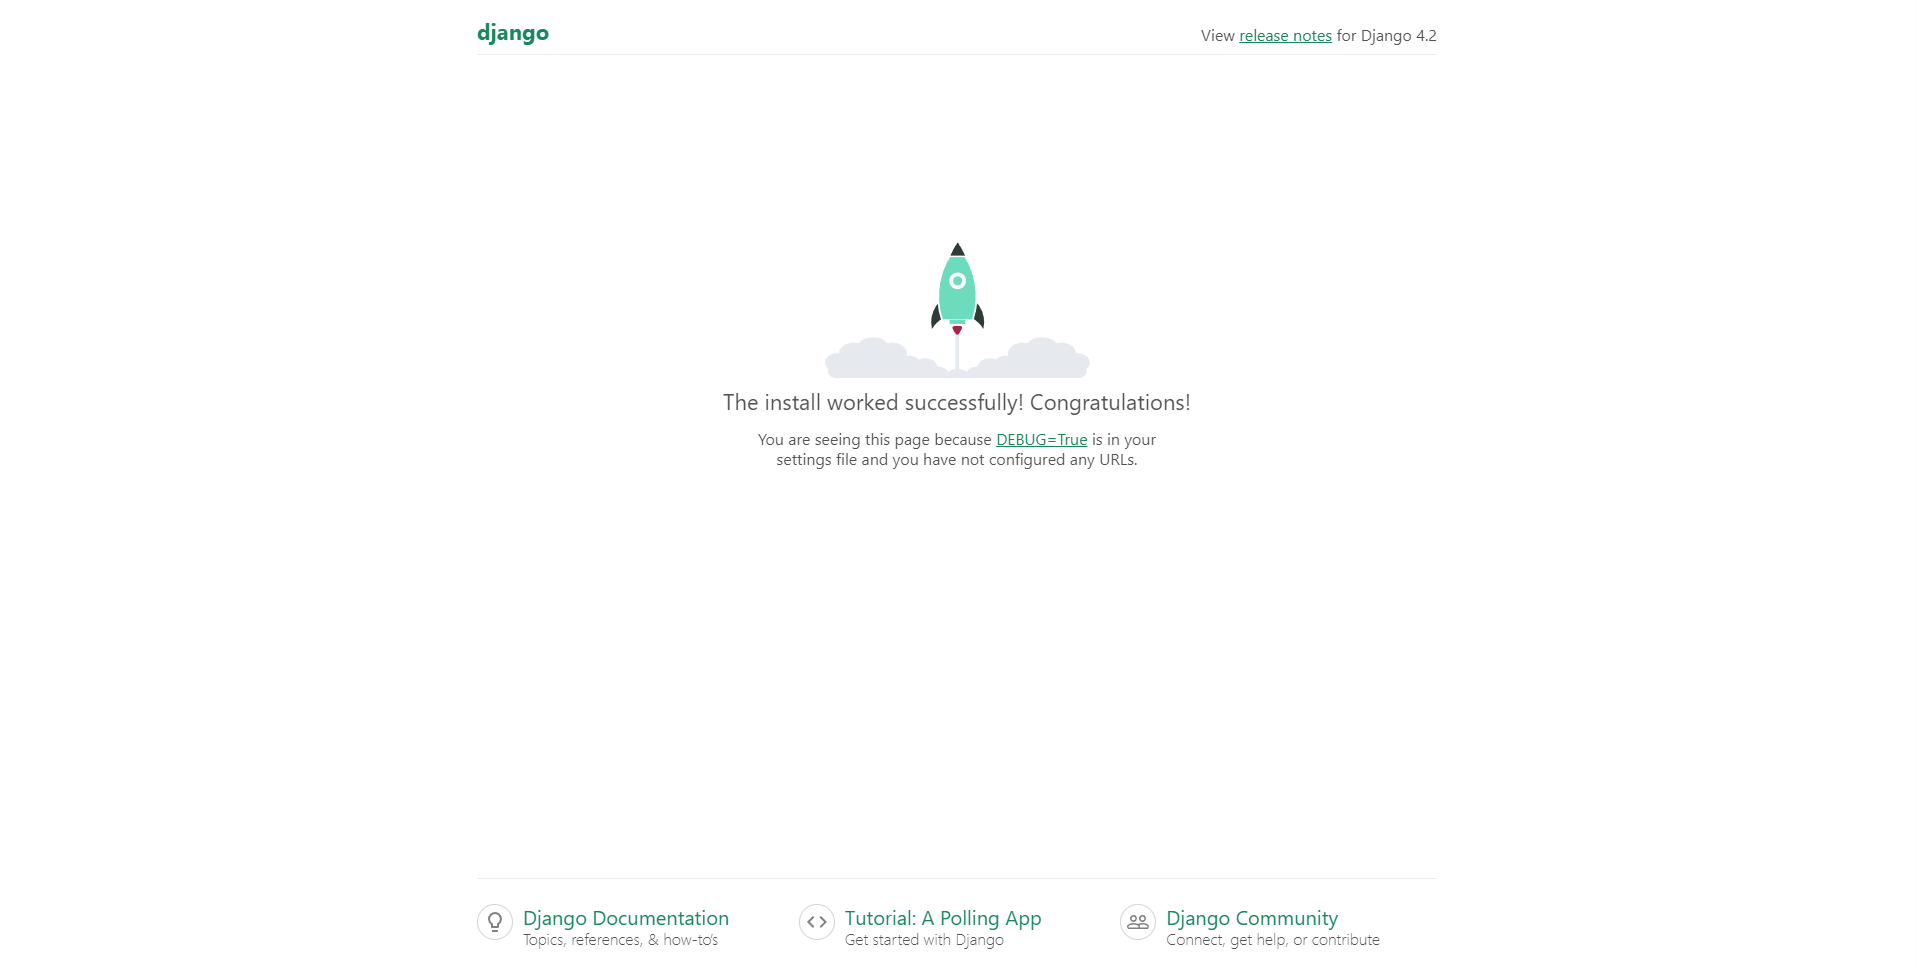 django
View release notes for Django 4.2
The install worked successfully! Congratulations!
You are seeing this page because DEBUG=True is in your
settings file and you have not configured any URLs.
Django Documentation
Topics, references, & how-to’s
Tutorial: A Polling App
Get started with Django
Django Community
Connect, get help, or contribute